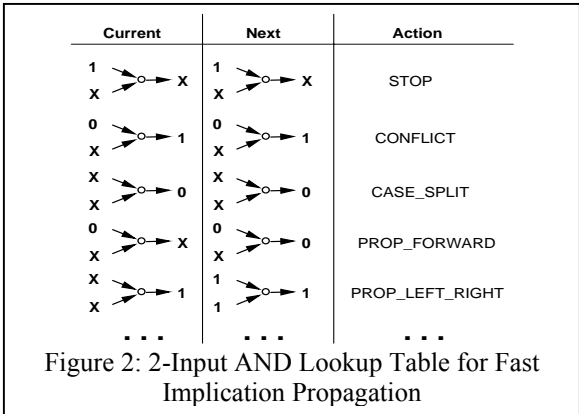 Current Next Action
1 X X 1 X X STOP
0 X 1 0 X 1 CONFLICT
X X 0 X X 0 CASE_SPLIT
0 X X 0 X 0 PROP_FORWARD
X X 1 1 1 1 PROP_LEFT_RIGHT
. . . . . . . . .
Figure 2: 2-Input AND Lookup Table for Fast
Implication Propagation